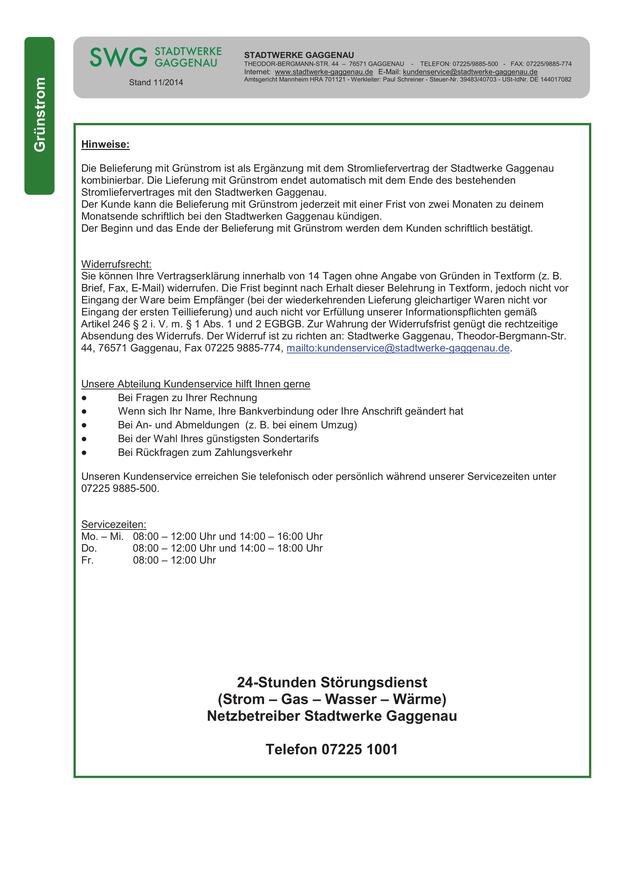 Grünstrom
SWG STADTWERKE GAGGENAU
Stand 11/2014
STADTWERKE GAGGENAU
THEODOR-BERGMANN-STR. 44 – 76571 GAGGENAU - TELEFON: 07225/9885-500 - FAX: 07225/9885-774
Internet: www.stadtwerke-gaggenau.de E-Mail: kundenservice@stadtwerke-gaggenau.de
Amtsgericht Mannheim HRA 701121 - Werkleiter: Paul Schreiner - Steuer-Nr. 39483/40703 - USt-IdNr. DE 144017082
Hinweise:
Die Belieferung mit Grünstrom ist als Ergänzung mit dem Stromliefervertrag der Stadtwerke Gaggenau
kombinierbar. Die Lieferung mit Grünstrom endet automatisch mit dem Ende des bestehenden
Stromliefervertrages mit den Stadtwerken Gaggenau.
Der Kunde kann die Belieferung mit Grünstrom jederzeit mit einer Frist von zwei Monaten zu deinem
Monatsende schriftlich bei den Stadtwerken Gaggenau kündigen.
Der Beginn und das Ende der Belieferung mit Grünstrom werden dem Kunden schriftlich bestätigt.
Widerrufsrecht:
Sie können Ihre Vertragserklärung innerhalb von 14 Tagen ohne Angabe von Gründen in Textform (z. B.
Brief, Fax, E-Mail) widerrufen. Die Frist beginnt nach Erhalt dieser Belehrung in Textform, jedoch nicht vor
Eingang der Ware beim Empfänger (bei der wiederkehrenden Lieferung gleichartiger Waren nicht vor
Eingang der ersten Teillieferung) und auch nicht vor Erfüllung unserer Informationspflichten gemäß
Artikel 246 § 2 i. V. m. § 1 Abs. 1 und 2 EGBGB. Zur Wahrung der Widerrufsfrist genügt die rechtzeitige
Absendung des Widerrufs. Der Widerruf ist zu richten an: Stadtwerke Gaggenau, Theodor-Bergmann-Str.
44, 76571 Gaggenau, Fax 07225 9885-774, mailto:kundenservice@stadtwerke-gaggenau.de.
Unsere Abteilung Kundenservice hilft Ihnen gerne
● Bei Fragen zu Ihrer Rechnung
● Wenn sich Ihr Name, Ihre Bankverbindung oder Ihre Anschrift geändert hat
● Bei An- und Abmeldungen (z. B. bei einem Umzug)
● Bei der Wahl Ihres günstigsten Sondertarifs
● Bei Rückfragen zum Zahlungsverkehr
Unseren Kundenservice erreichen Sie telefonisch oder persönlich während unserer Servicezeiten unter
07225 9885-500.
Servicezeiten:
Mo. – Mi. 08:00 – 12:00 Uhr und 14:00 – 16:00 Uhr
Do. 08:00 – 12:00 Uhr und 14:00 – 18:00 Uhr
Fr. 08:00 – 12:00 Uhr
24-Stunden Störungsdienst
(Strom – Gas – Wasser – Wärme)
Netzbetreiber Stadtwerke Gaggenau
Telefon 07225 1001